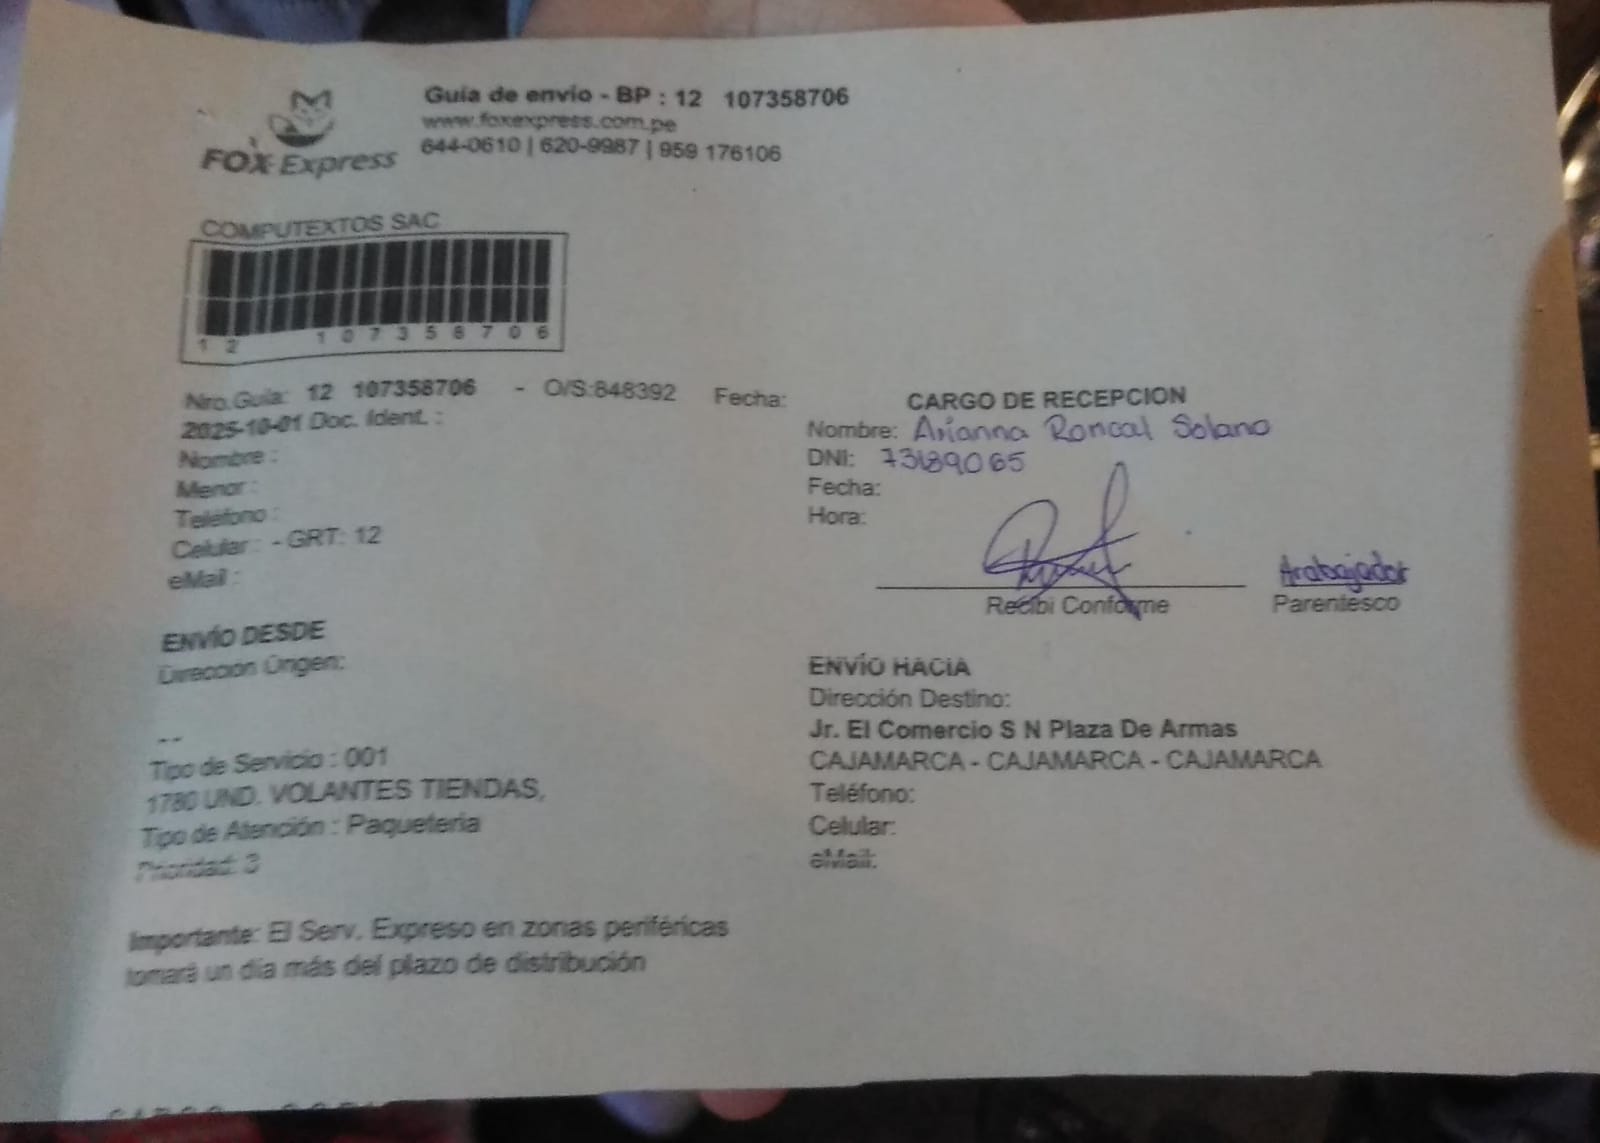 FOX Express
Guía de envío - BP : 12 107358706
www.foxexpress.com.pe
644-0610 | 620-9987 | 959 176106
COMPUTEXTOS SAC
12 107358706
Nro.Guía: 12 107358706 - O/S:848392 Fecha:
2025-10-01 Doc. Ident. :
Nombre :
Menor :
Teléfono :
Celular : - GRT: 12
eMail :
ENVÍO DESDE
Dirección Origen:
--
Tipo de Servicio : 001
1780 UND. VOLANTES TIENDAS,
Tipo de Atención : Paqueteria
Prioridad: 3
Importante: El Serv. Expreso en zonas periféricas
tomará un día más del plazo de distribución
CARGO DE RECEPCION
Nombre: Arianna Roncal Solano
DNI: 73189065
Fecha:
Hora:
Recibi Conforme
Arabajador
Parentesco
ENVÍO HACIA
Dirección Destino:
Jr. El Comercio S N Plaza De Armas
CAJAMARCA - CAJAMARCA - CAJAMARCA
Teléfono:
Celular:
eMail: